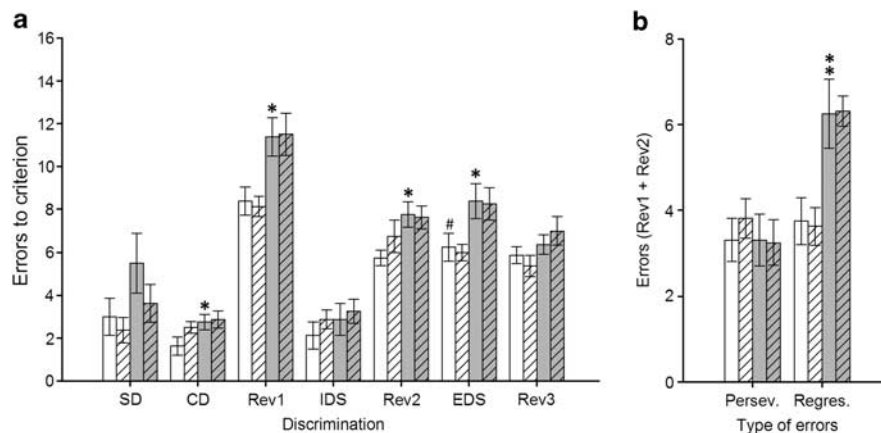 a
Errors to criterion
16
14
12
10
8
6
4
2
0
*
*
*
#
*
SD CD Rev1 IDS Rev2 EDS Rev3
Discrimination
b
Errors (Rev1 + Rev2)
8
6
4
2
0
**
Persev. Regres.
Type of errors